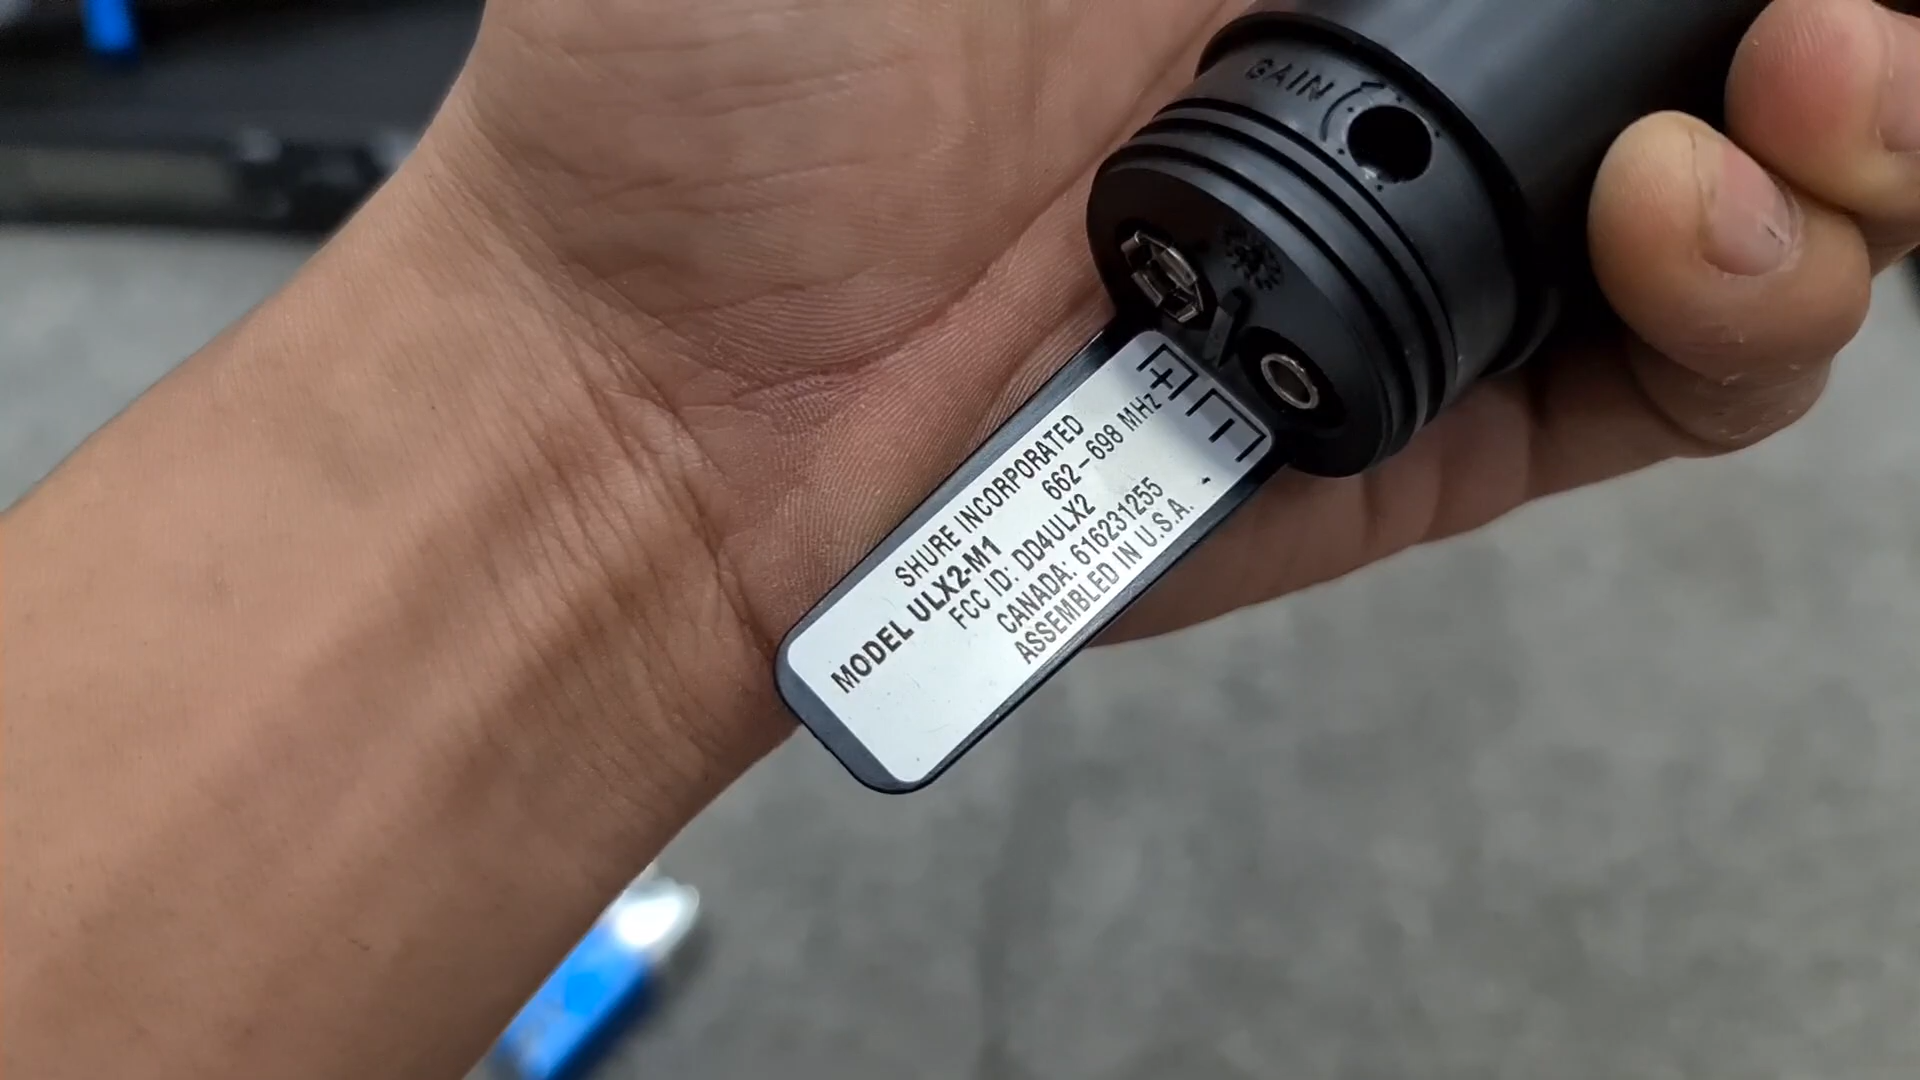 GAIN
+ -
SHURE INCORPORATED
MODEL ULX2-M1 662-698 MHz
FCC ID: DD4ULX2
CANADA: 616231255
ASSEMBLED IN U.S.A.